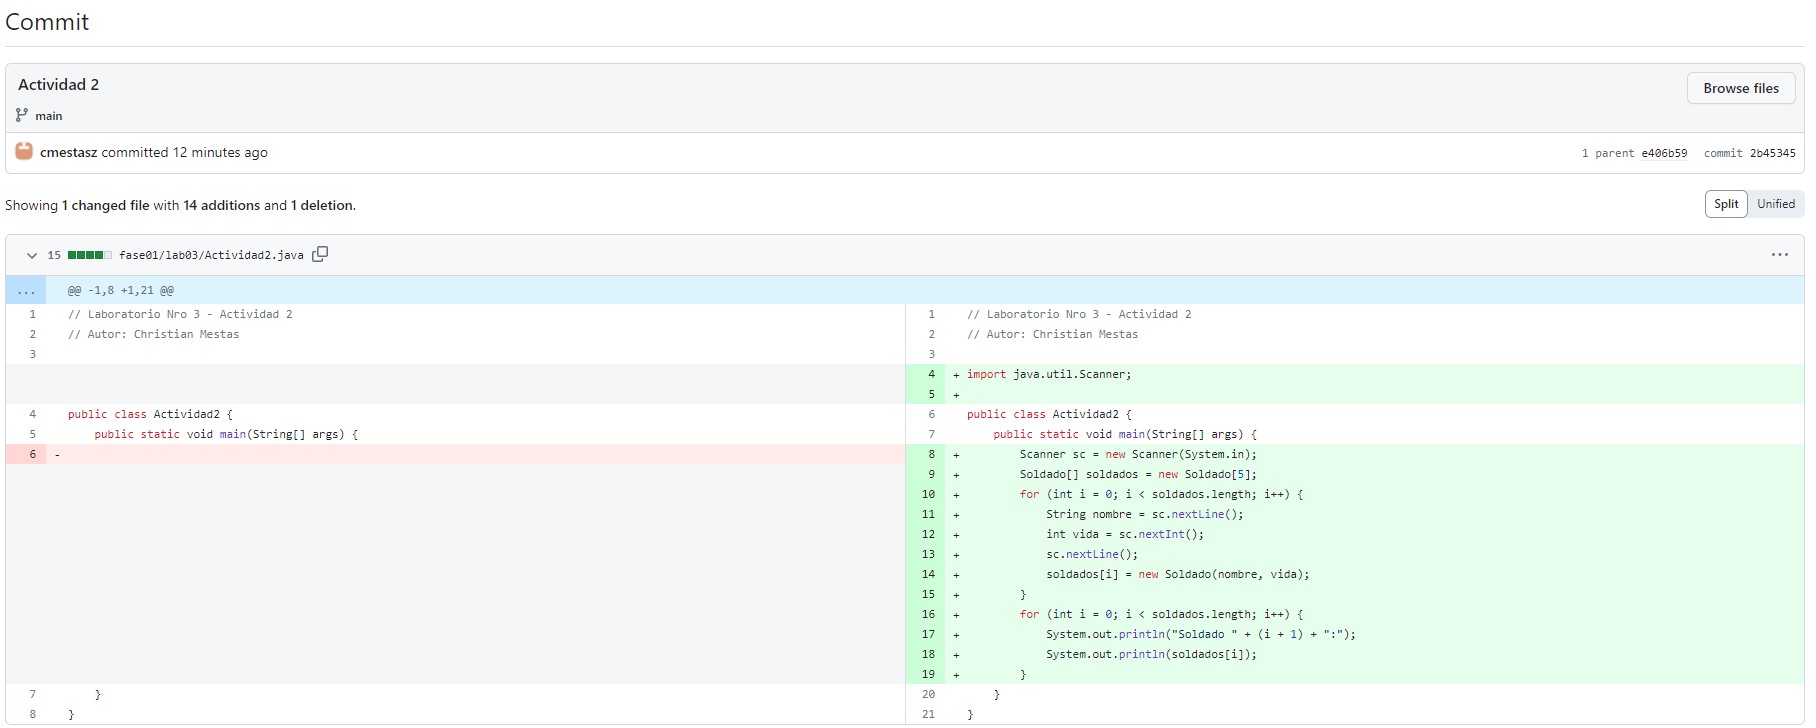 Commit
Actividad 2
Browse files
main
cmestasz committed 12 minutes ago
1 parent e406b59 commit 2b45345
Showing 1 changed file with 14 additions and 1 deletion.
Split Unified
15 fase01/lab03/Actividad2.java
... @@ -1,8 +1,21 @@
1 // Laboratorio Nro 3 - Actividad 2
2 // Autor: Christian Mestas
3
4 public class Actividad2 {
5 public static void main(String[] args) {
6 -
7 }
8 }
1 // Laboratorio Nro 3 - Actividad 2
2 // Autor: Christian Mestas
3
4 + import java.util.Scanner;
5 +
6 public class Actividad2 {
7 public static void main(String[] args) {
8 + Scanner sc = new Scanner(System.in);
9 + Soldado[] soldados = new Soldado[5];
10 + for (int i = 0; i < soldados.length; i++) {
11 + String nombre = sc.nextLine();
12 + int vida = sc.nextInt();
13 + sc.nextLine();
14 + soldados[i] = new Soldado(nombre, vida);
15 + }
16 + for (int i = 0; i < soldados.length; i++) {
17 + System.out.println("Soldado " + (i + 1) + ":");
18 + System.out.println(soldados[i]);
19 + }
20 }
21 }